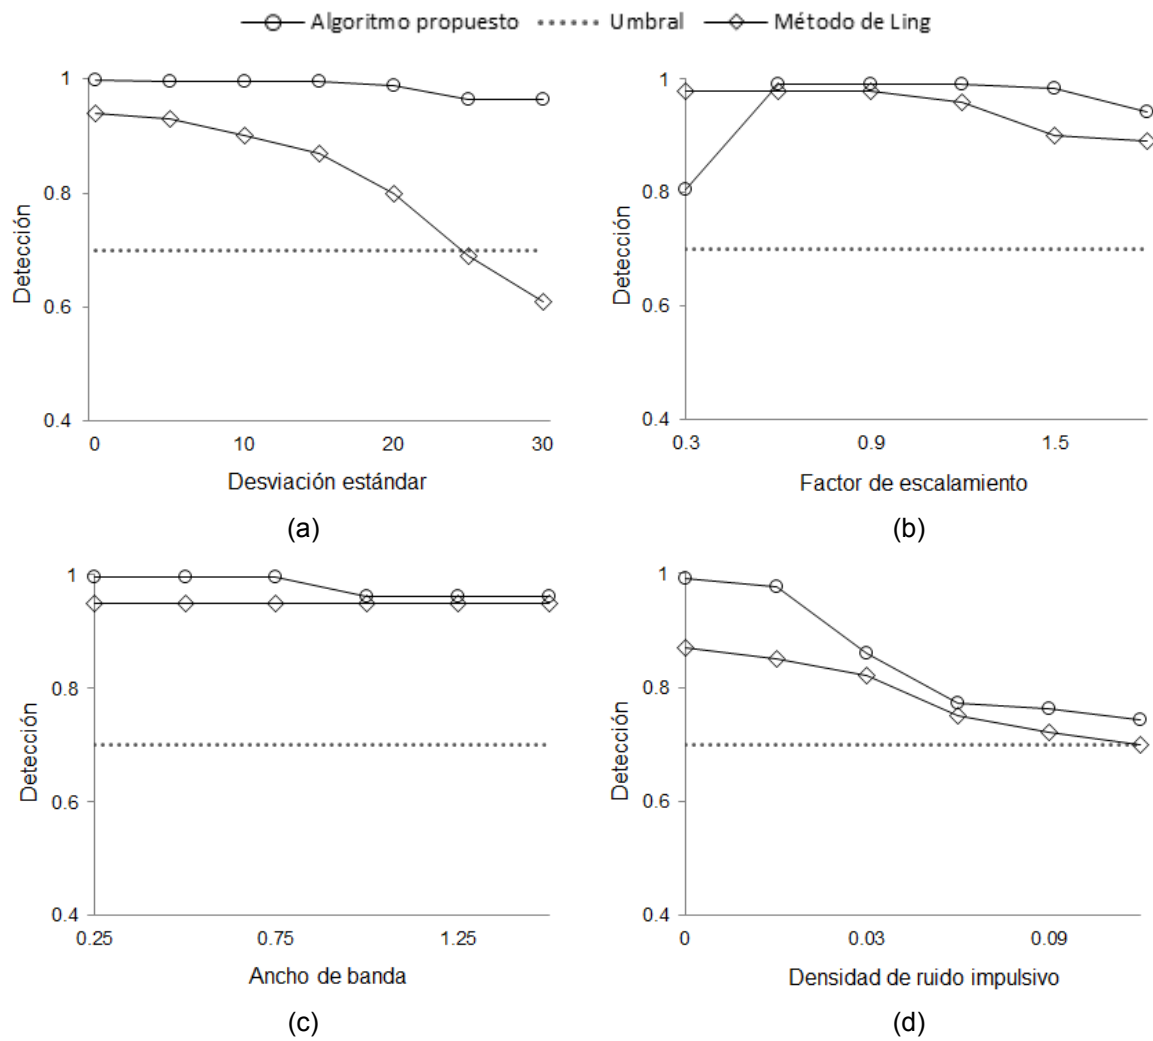 Algoritmo propuesto Umbral Método de Ling
1
0.8
0.6
0.4
Detección
0 10 20 30
Desviación estándar
(a)
1
0.8
0.6
0.4
Detección
0.3 0.9 1.5
Factor de escalamiento
(b)
1
0.8
0.6
0.4
Detección
0.25 0.75 1.25
Ancho de banda
(c)
1
0.8
0.6
0.4
Detección
0 0.03 0.09
Densidad de ruido impulsivo
(d)